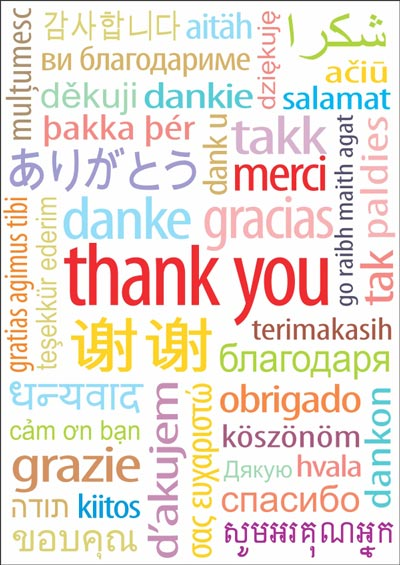 mulțumesc
감사합니다
aitäh
dziękuję
شكرا
ви благодариме
ačiū
děkuji
dankie
salamat
þakka þér
dank u
takk
ありがとう
merci
go raibh maith agat
tak
paldies
gratias agimus tibi
teşekkür ederim
danke
gracias
thank you
谢谢
terimakasih
благодаря
धन्यवाद
d'akujem
σας ευχαριστώ
obrigado
dankon
cảm ơn bạn
köszönöm
grazie
Дякую
hvala
תודה
kiitos
спасибо
ขอบคุณ
សូមអរគុណអ្នក